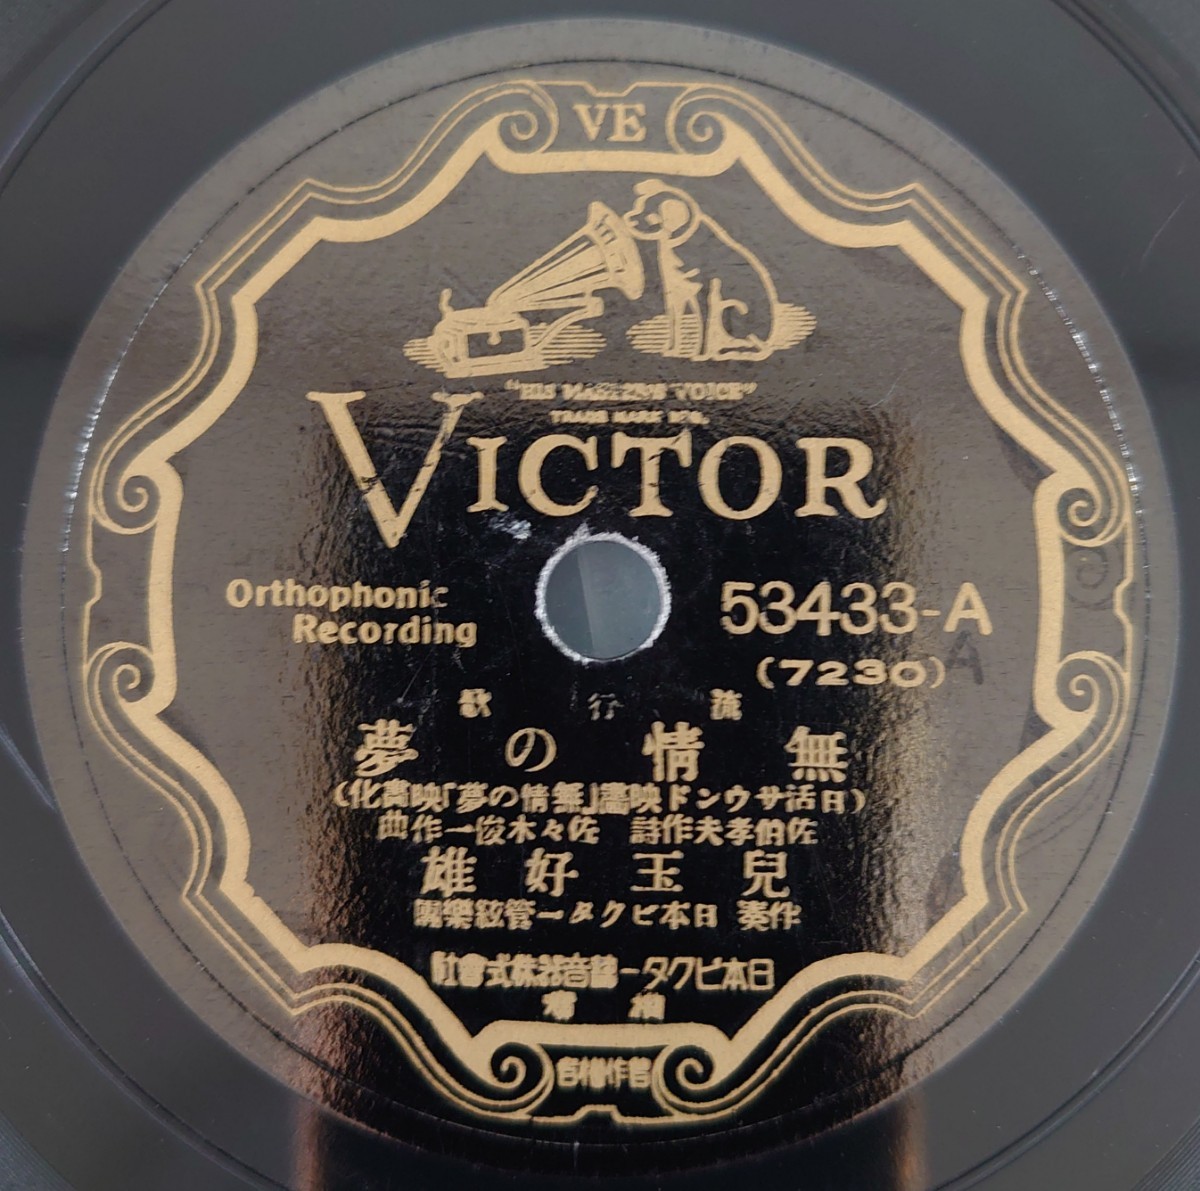 VE
"HIS MASTER'S VOICE"
TRADE MARK REG.
VICTOR
Orthophonic
Recording
53433-A
(7230)
A
流行歌
無情の夢
(日活サウンド映畫「無情の夢」映畫化)
佐伯孝夫作詩 佐々木俊一作曲
兒玉好雄
伴奏 日本ビクター管絃樂團
日本ビクター蓄音器株式會社
著作權有